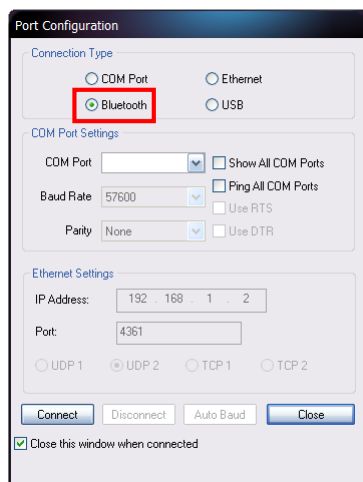 Port Configuration
Connection Type
COM Port Ethernet
Bluetooth USB
COM Port Settings
COM Port Show All COM Ports
Ping All COM Ports
Baud Rate 57600
Use RTS
Parity None Use DTR
Ethernet Settings
IP Address: 192 . 168 . 1 . 2
Port: 4361
UDP 1 UDP 2 TCP 1 TCP 2
Connect Disconnect Auto Baud Close
Close this window when connected